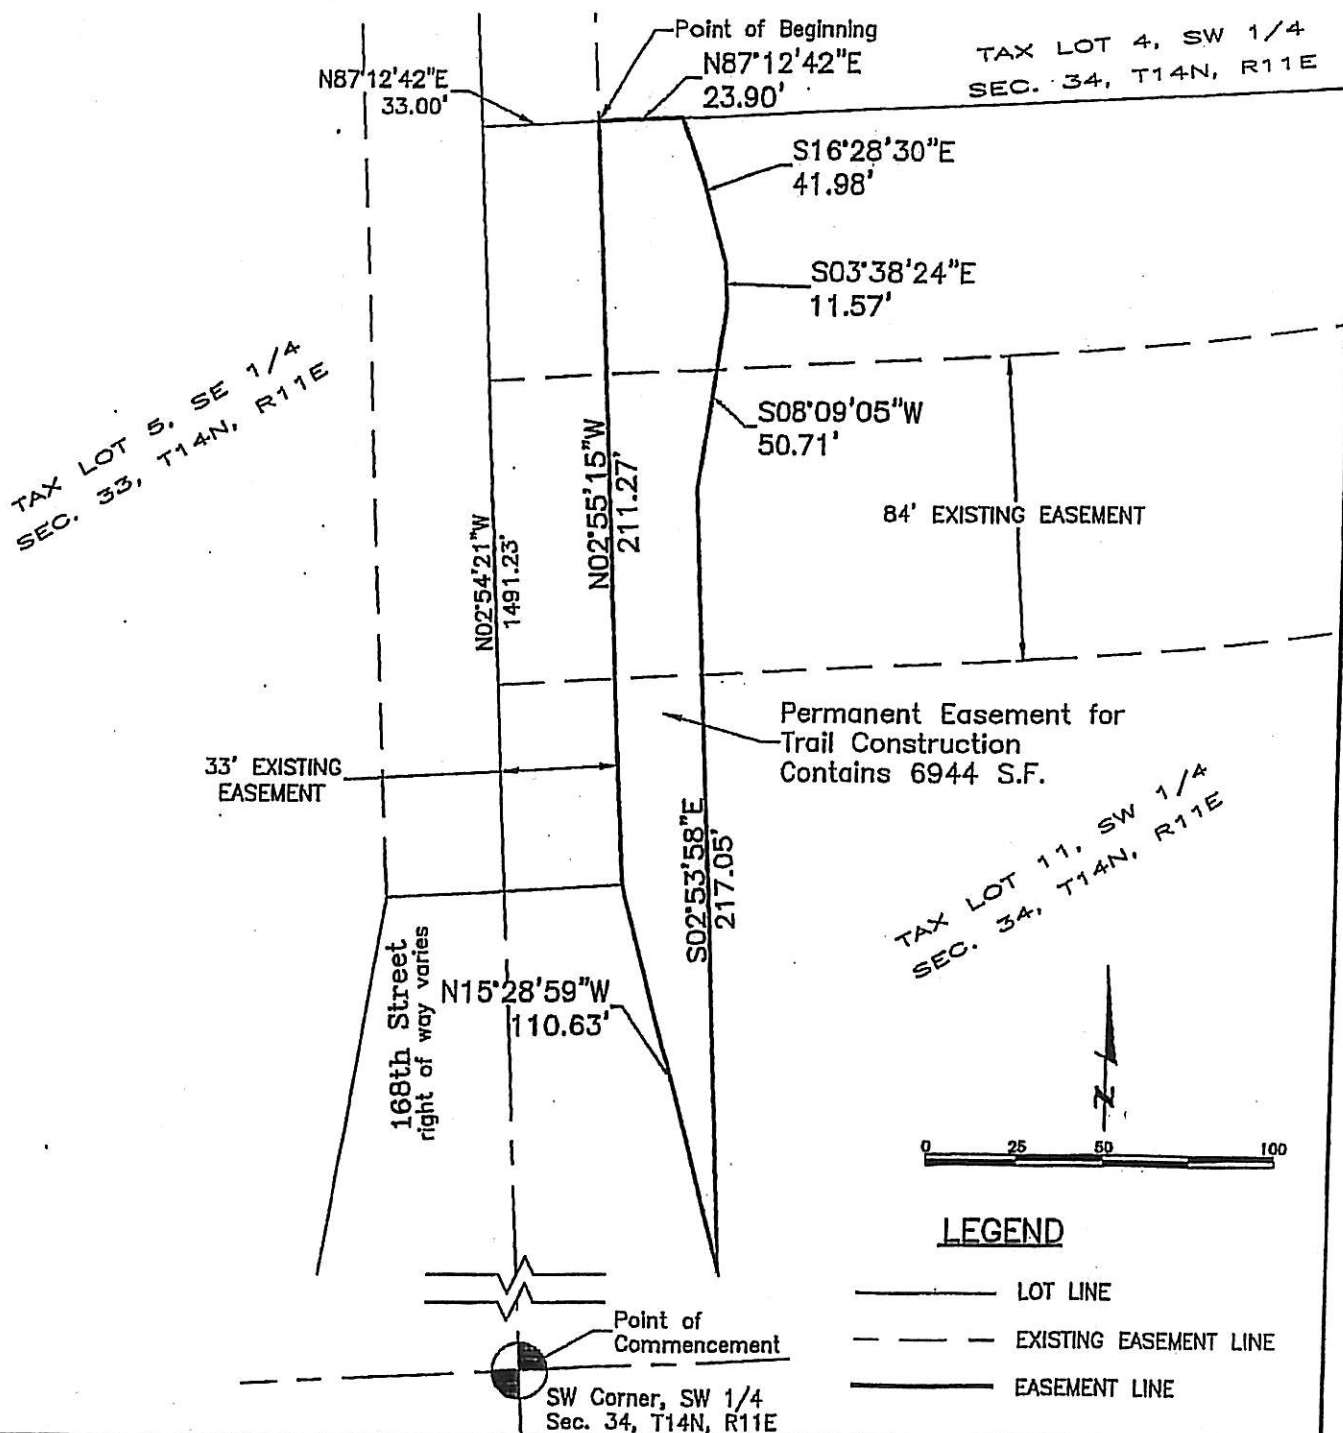 Point of Beginning
N87°12'42"E
23.90'
TAX LOT 4, SW 1/4
SEC. 34, T14N, R11E
N87°12'42"E
33.00'
S16°28'30"E
41.98'
S03°38'24"E
11.57'
TAX LOT 5, SE 1/4
SEC. 33, T14N, R11E
S08°09'05"W
50.71'
N02°55'15"W
211.27'
84' EXISTING EASEMENT
N02°54'21"W
1491.23'
Permanent Easement for
Trail Construction
Contains 6944 S.F.
33' EXISTING
EASEMENT
S02°53'58"E
217.05'
TAX LOT 11, SW 1/4
SEC. 34, T14N, R11E
168th Street
right of way varies
N15°28'59"W
110.63'
N
0 25 50 100
LEGEND
LOT LINE
EXISTING EASEMENT LINE
EASEMENT LINE
Point of
Commencement
SW Corner, SW 1/4
Sec. 34, T14N, R11E